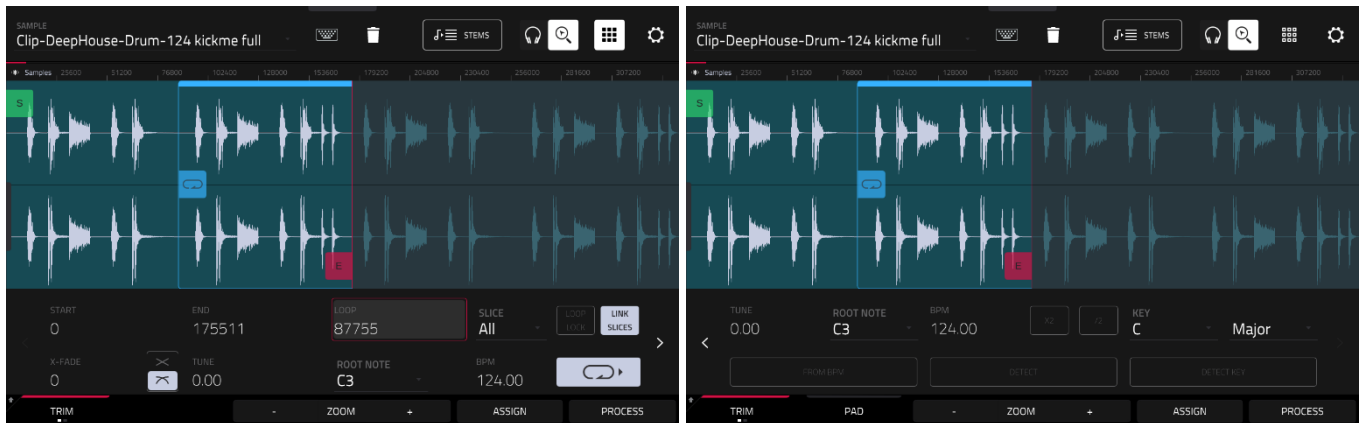 SAMPLE
Clip-DeepHouse-Drum-124 kickme full
STEMS
Samples 25600 51200 76800 102400 128000 153600 179200 204800 230400 256000 281600 307200
S
E
START END LOOP SLICE LOOP LOCK LINK SLICES
0 175511 87755 All
X-FADE TUNE ROOT NOTE BPM
0 0.00 C3 124.00
TRIM - ZOOM + ASSIGN PROCESS
SAMPLE
Clip-DeepHouse-Drum-124 kickme full
STEMS
Samples 25600 51200 76800 102400 128000 153600 179200 204800 230400 256000 281600 307200
S
E
TUNE ROOT NOTE BPM X2 /2 KEY
0.00 C3 124.00 C Major
FROM BPM DETECT DETECT KEY
TRIM PAD - ZOOM + ASSIGN PROCESS